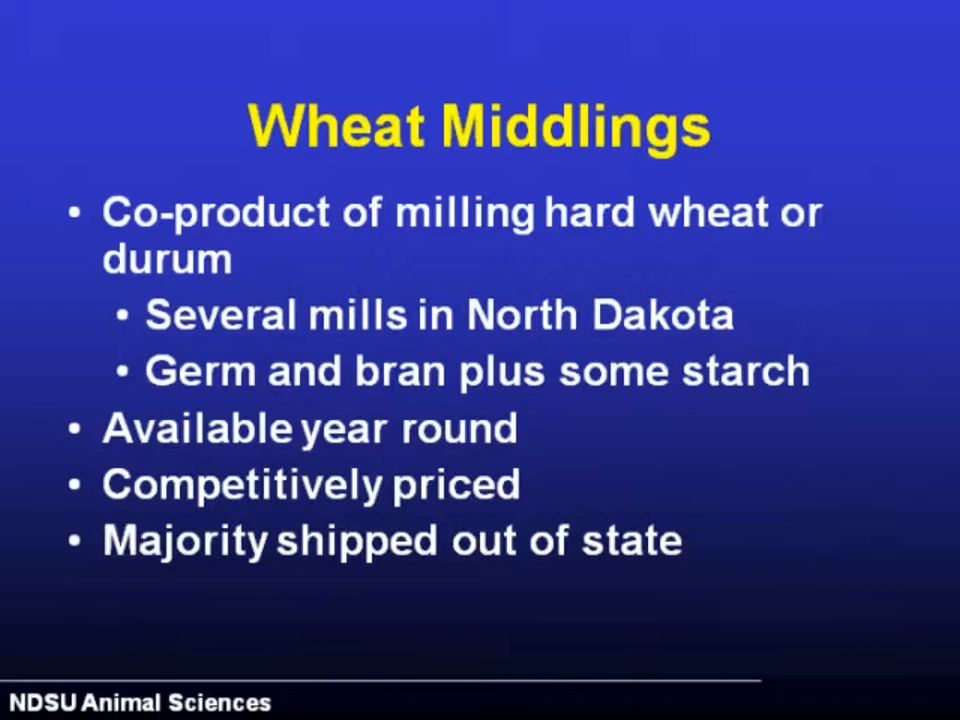 Wheat Middlings
• Co-product of milling hard wheat or
durum
• Several mills in North Dakota
• Germ and bran plus some starch
• Available year round
• Competitively priced
• Majority shipped out of state
NDSU Animal Sciences